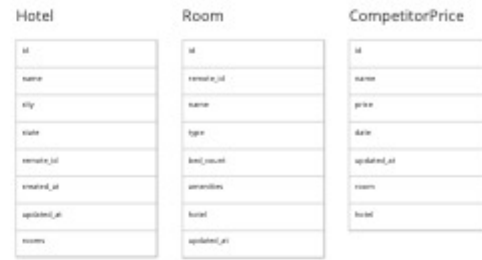 Hotel
id
name
city
state
remote_id
created_at
updated_at
rooms
Room
id
remote_id
name
type
bed_count
amenities
hotel
updated_at
CompetitorPrice
id
name
price
date
updated_at
room
hotel